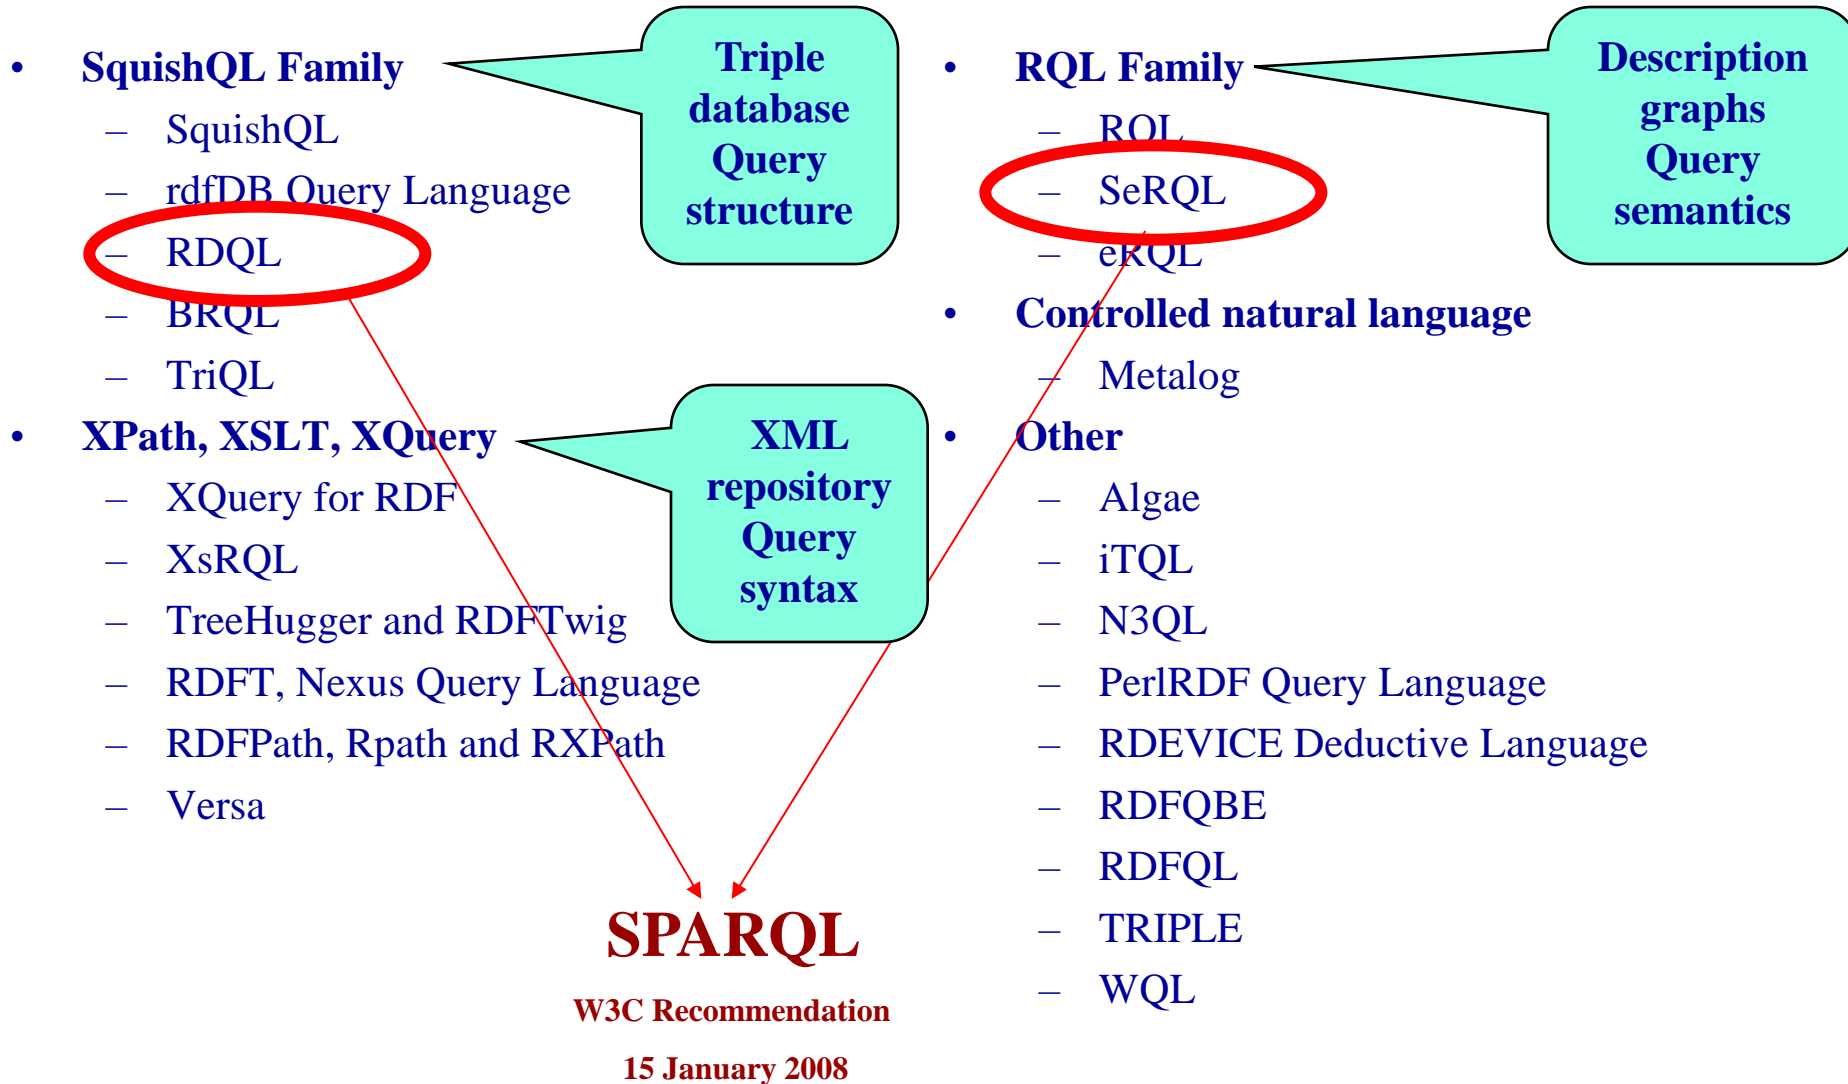 • SquishQL Family
– SquishQL
– rdfDB Query Language
– RDQL
– BRQL
– TriQL
• XPath, XSLT, XQuery
– XQuery for RDF
– XsRQL
– TreeHugger and RDFTwig
– RDFT, Nexus Query Language
– RDFPath, Rpath and RXPath
– Versa
Triple
database
Query
structure
XML
repository
Query
syntax
• RQL Family
– RQL
– SeRQL
– eRQL
• Controlled natural language
– Metalog
• Other
– Algae
– iTQL
– N3QL
– PerlRDF Query Language
– RDEVICE Deductive Language
– RDFQBE
– RDFQL
– TRIPLE
– WQL
Description
graphs
Query
semantics
SPARQL
W3C Recommendation
15 January 2008